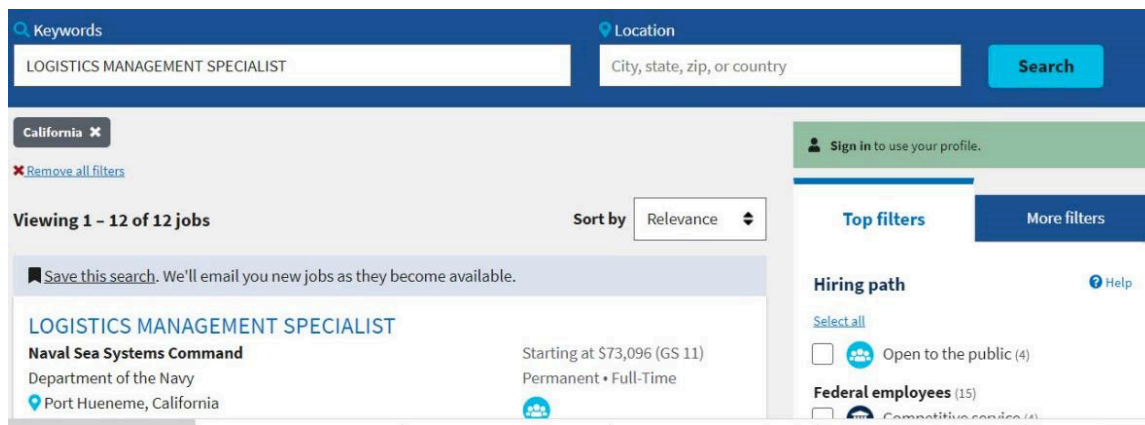 Keywords
Location
LOGISTICS MANAGEMENT SPECIALIST
City, state, zip, or country
Search
California ✖
✖ Remove all filters
Sign in to use your profile.
Viewing 1 – 12 of 12 jobs
Sort by Relevance
Top filters
More filters
Save this search. We'll email you new jobs as they become available.
Hiring path
Help
Select all
LOGISTICS MANAGEMENT SPECIALIST
Naval Sea Systems Command
Starting at $73,096 (GS 11)
Open to the public (4)
Department of the Navy
Permanent • Full-Time
Port Hueneme, California
Federal employees (15)
Competitive service (4)